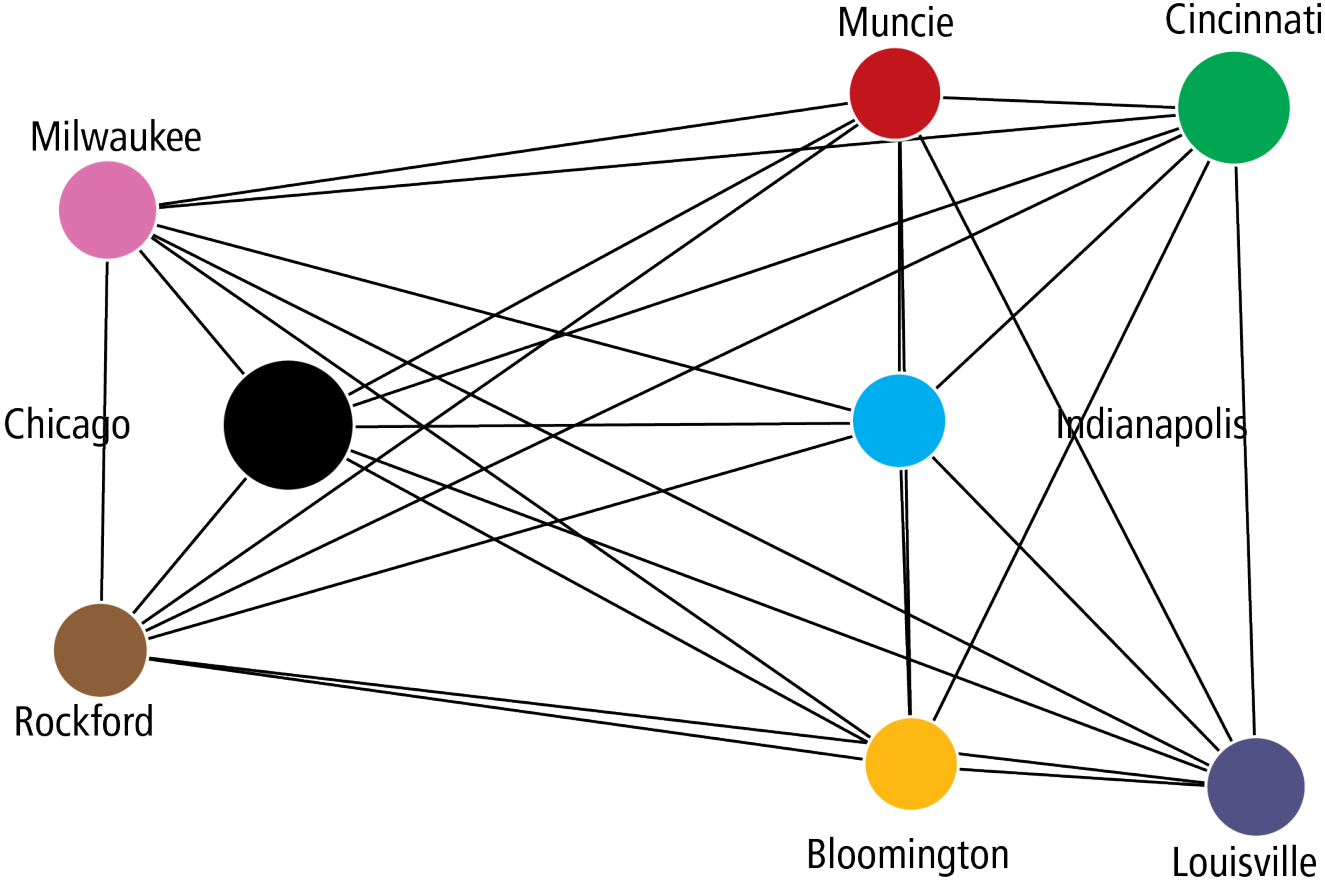 Muncie
Cincinnati
Milwaukee
Chicago
Indianapolis
Rockford
Bloomington
Louisville